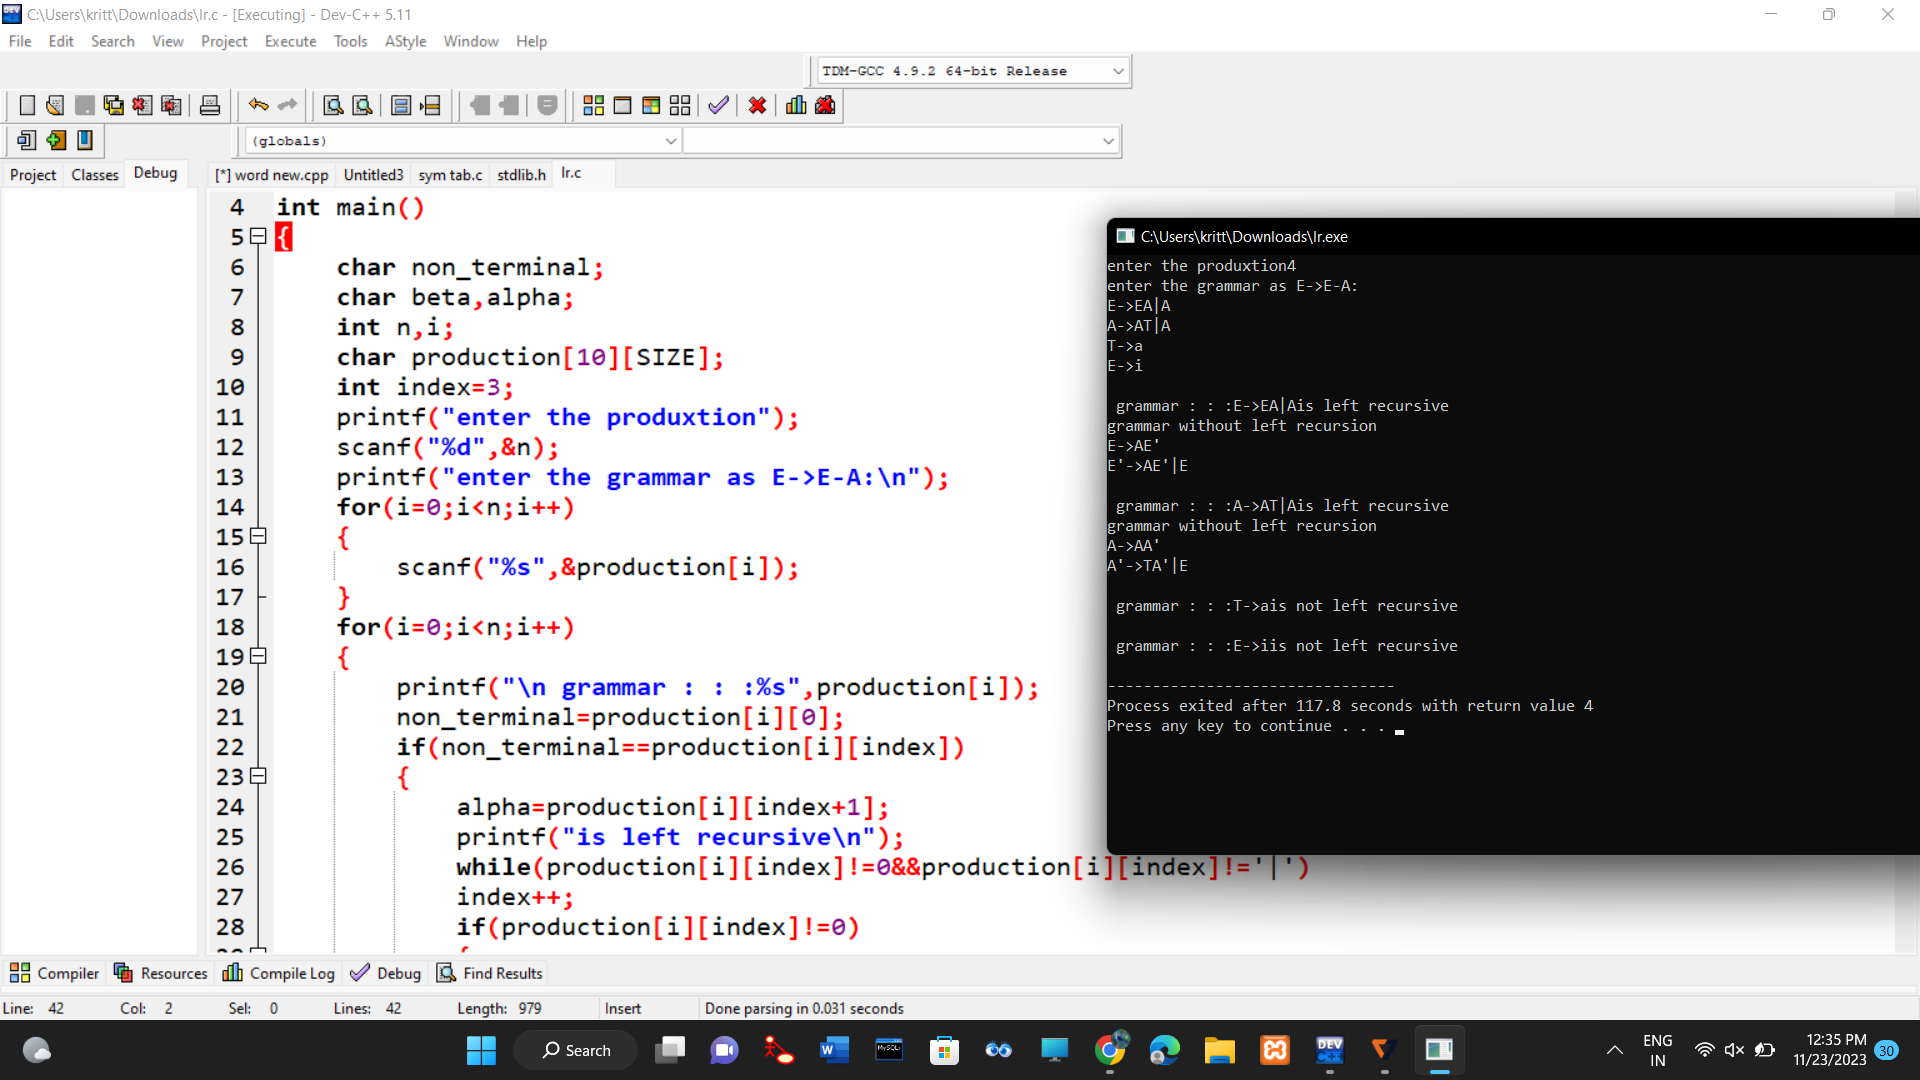 C:\Users\kritt\Downloads\lr.c - [Executing] - Dev-C++ 5.11
File Edit Search View Project Execute Tools AStyle Window Help
TDM-GCC 4.9.2 64-bit Release
(globals)
Project Classes Debug
[*] word new.cpp Untitled3 sym tab.c stdlib.h lr.c
4 int main()
5 {
6 char non_terminal;
7 char beta,alpha;
8 int n,i;
9 char production[10][SIZE];
10 int index=3;
11 printf("enter the produxtion");
12 scanf("%d",&n);
13 printf("enter the grammar as E->E-A:\n");
14 for(i=0;i<n;i++)
15 {
16 scanf("%s",&production[i]);
17 }
18 for(i=0;i<n;i++)
19 {
20 printf("\n grammar : : :%s",production[i]);
21 non_terminal=production[i][0];
22 if(non_terminal==production[i][index])
23 {
24 alpha=production[i][index+1];
25 printf("is left recursive\n");
26 while(production[i][index]!=0&&production[i][index]!='|')
27 index++;
28 if(production[i][index]!=0)
C:\Users\kritt\Downloads\lr.exe
enter the produxtion4
enter the grammar as E->E-A:
E->EA|A
A->AT|A
T->a
E->i
grammar : : :E->EA|Ais left recursive
grammar without left recursion
E->AE'
E'->AE'|E
grammar : : :A->AT|Ais left recursive
grammar without left recursion
A->AA'
A'->TA'|E
grammar : : :T->ais not left recursive
grammar : : :E->iis not left recursive
--------------------------------
Process exited after 117.8 seconds with return value 4
Press any key to continue . . .
Compiler Resources Compile Log Debug Find Results
Line: 42 Col: 2 Sel: 0 Lines: 42 Length: 979 Insert Done parsing in 0.031 seconds
Search
ENG
IN
12:35 PM
11/23/2023
30